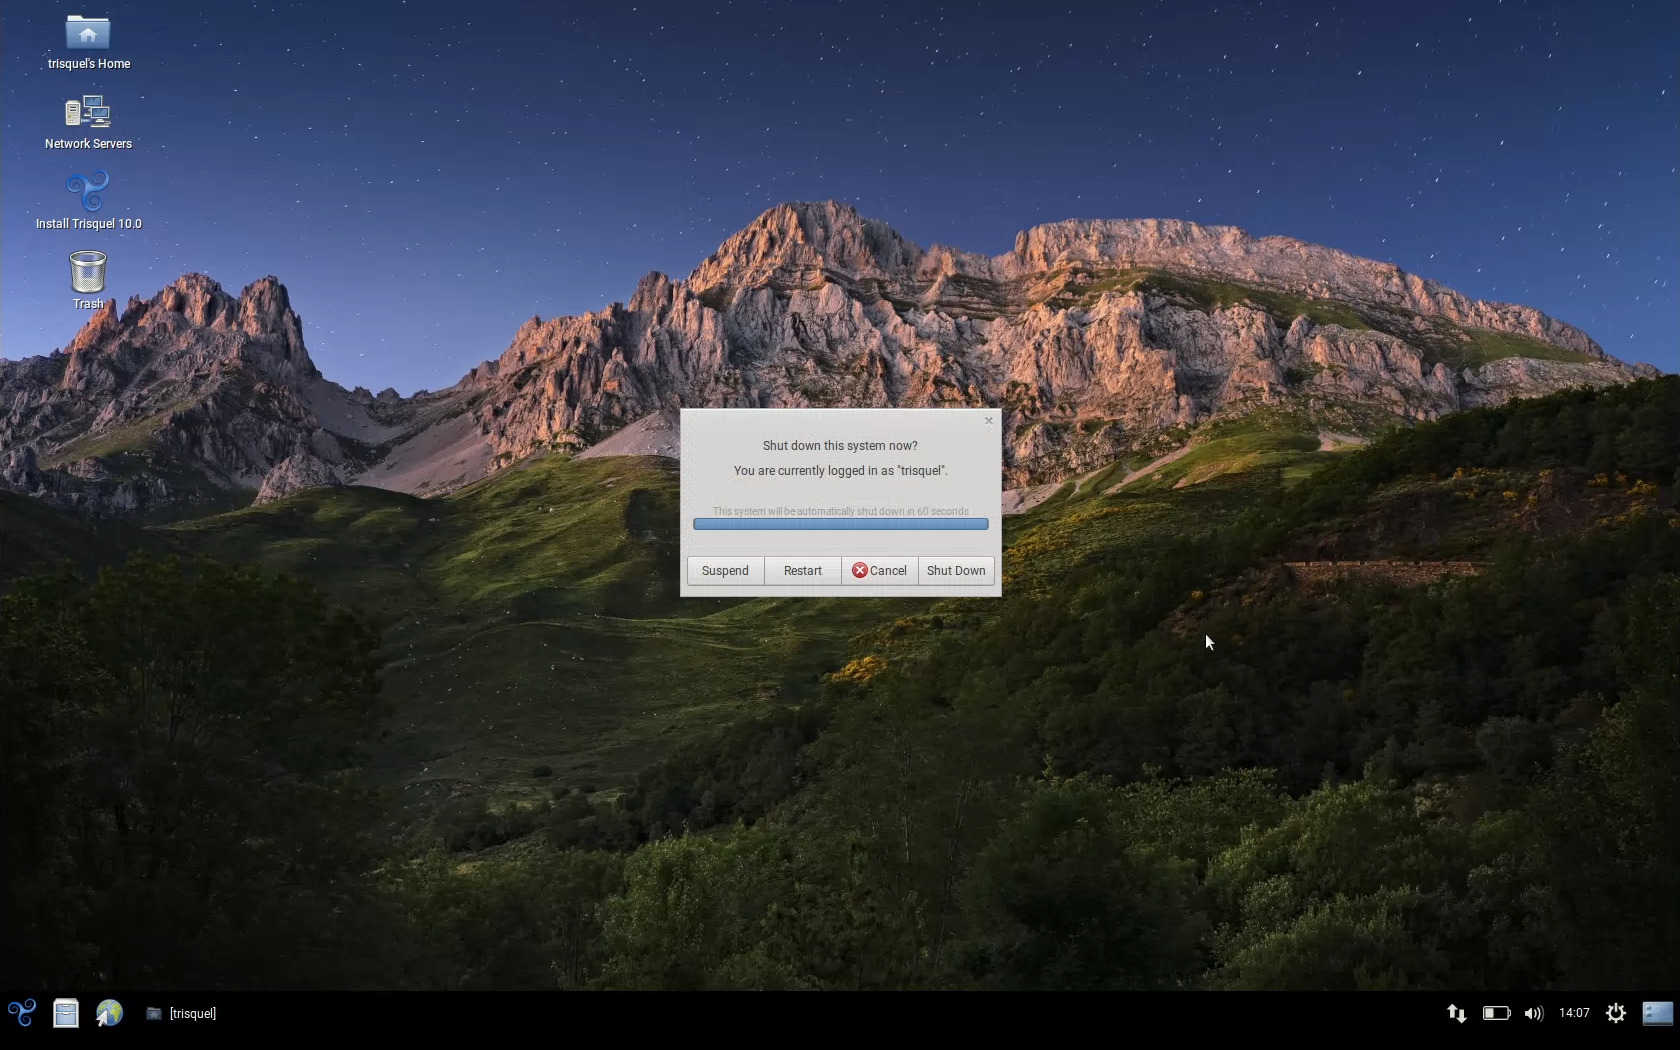 trisquel's Home
Network Servers
Install Trisquel 10.0
Trash
Shut down this system now?
You are currently logged in as "trisquel".
This system will be automatically shut down in 60 seconds
Suspend
Restart
Cancel
Shut Down
[trisquel]
14:07